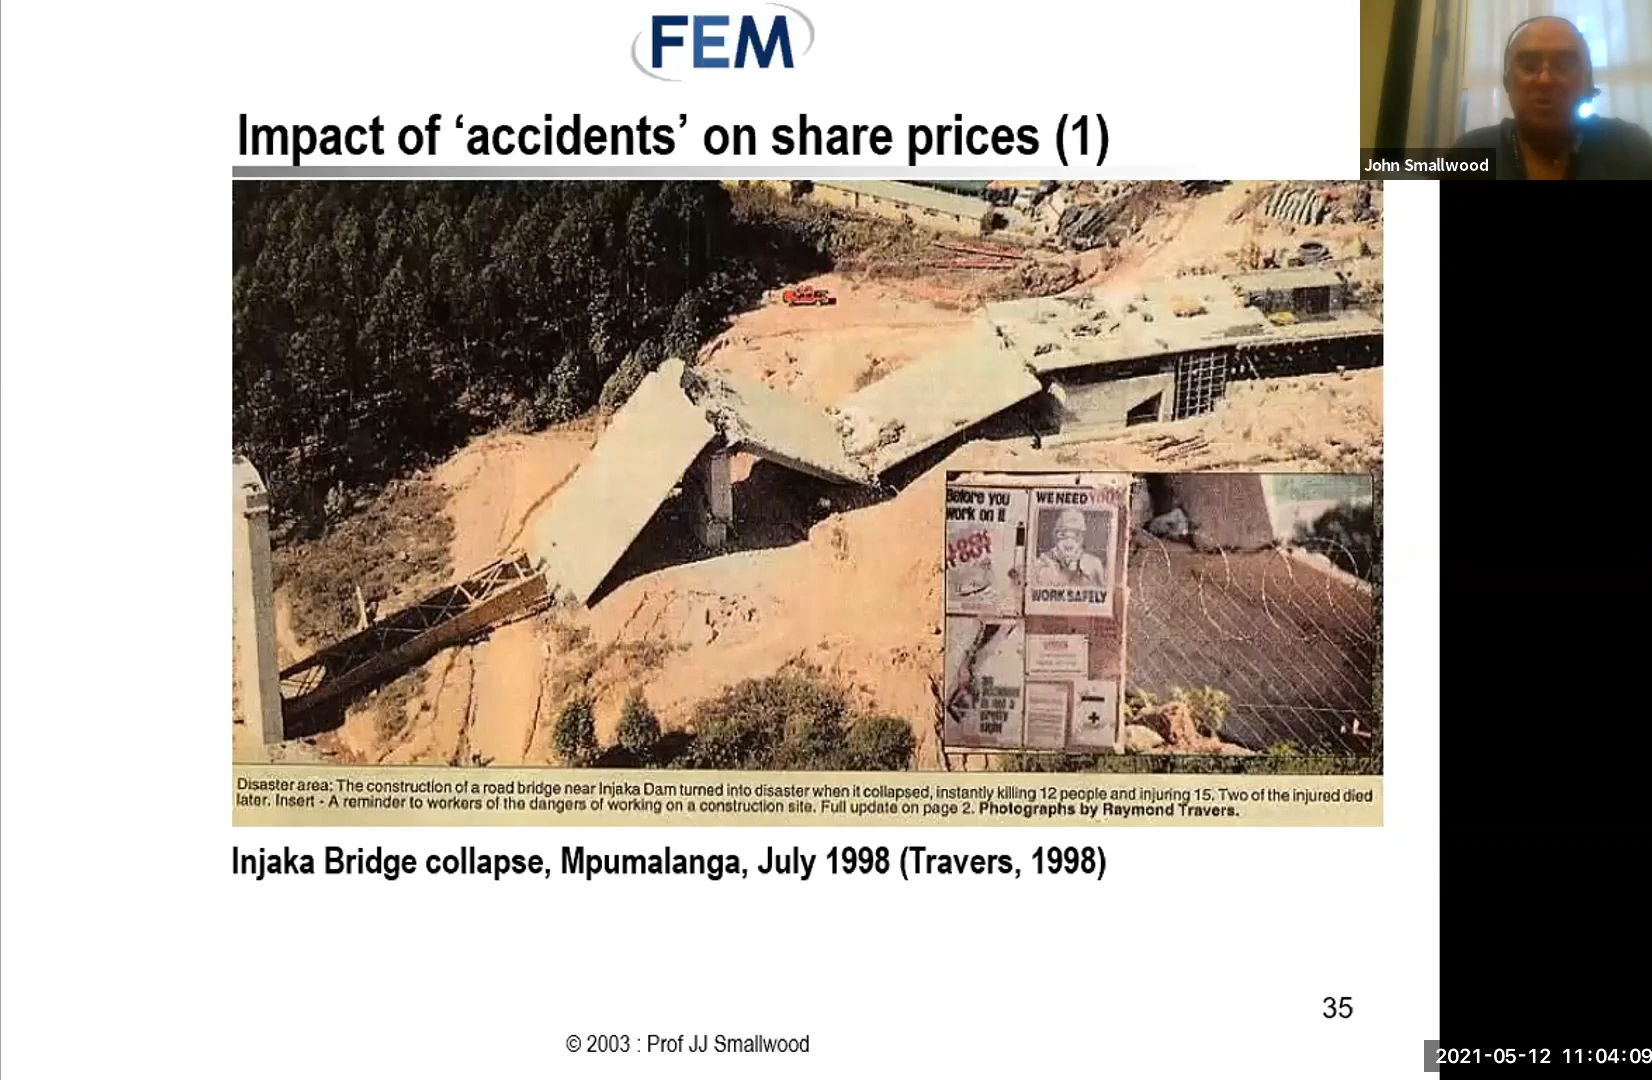 FEM
Impact of ‘accidents’ on share prices (1)
John Smallwood
Before you
work on it
LOCK
OUT
WE NEED YOU
WORK SAFELY
Disaster area: The construction of a road bridge near Injaka Dam turned into disaster when it collapsed, instantly killing 12 people and injuring 15. Two of the injured died
later. Insert - A reminder to workers of the dangers of working on a construction site. Full update on page 2. Photographs by Raymond Travers.
Injaka Bridge collapse, Mpumalanga, July 1998 (Travers, 1998)
35
© 2003 : Prof JJ Smallwood
2021-05-12 11:04:09